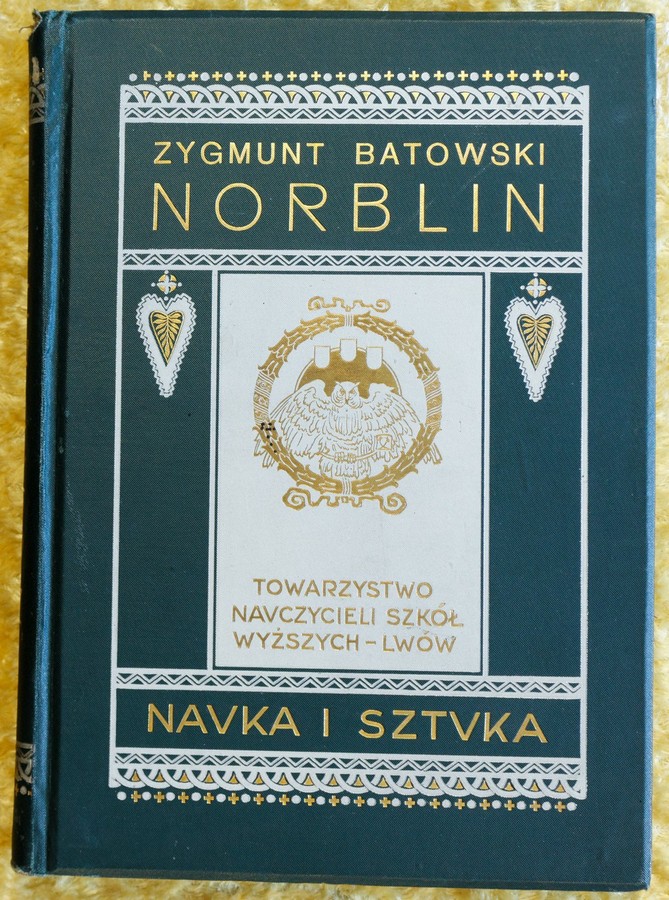 ZYGMUNT BATOWSKI
NORBLIN
TOWARZYSTWO
NAVCZYCIELI SZKÓŁ
WYŻSZYCH – LWÓW
NAVKA I SZTVKA